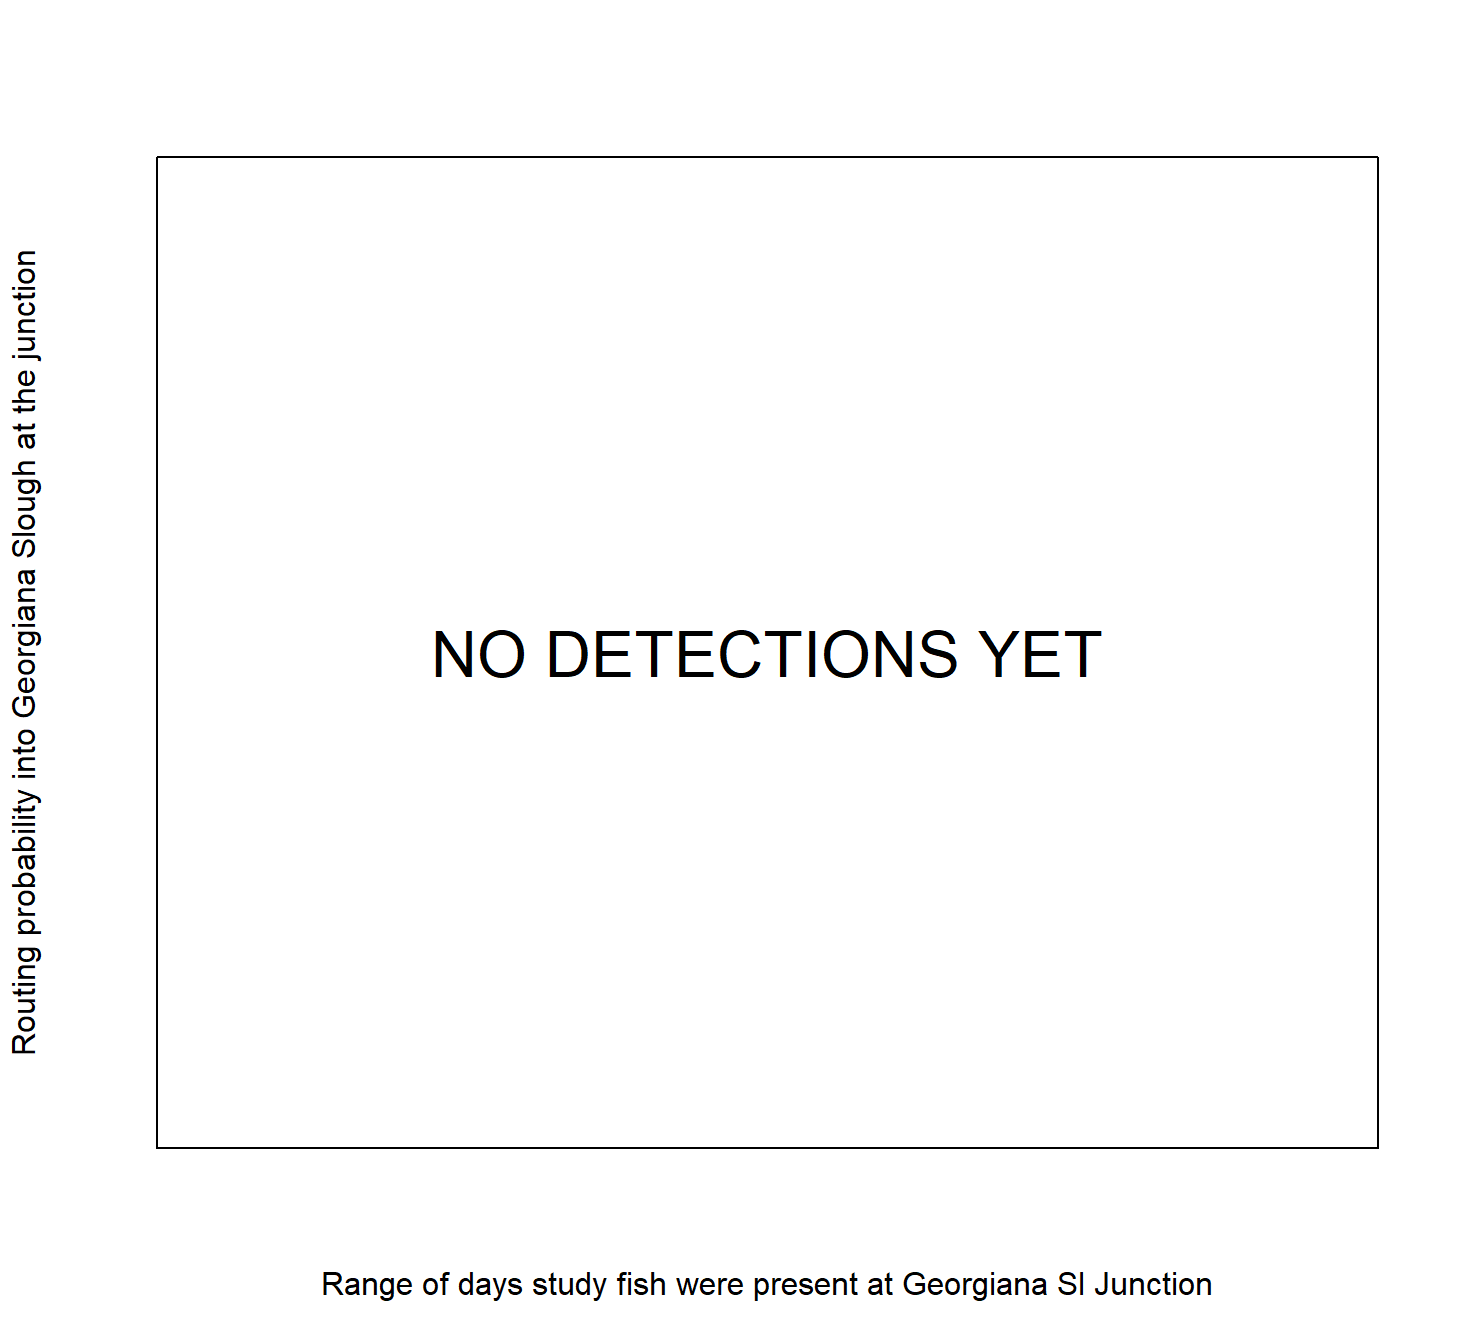 Routing probability into Georgiana Slough at the junction
NO DETECTIONS YET
Range of days study fish were present at Georgiana Sl Junction